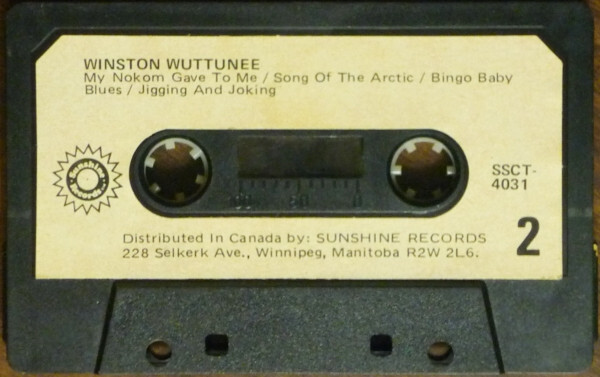 WINSTON WUTTUNEE
My Nokom Gave To Me / Song Of The Arctic / Bingo Baby
Blues / Jigging And Joking
Sunshine
SSCT-
4031
Distributed In Canada by: SUNSHINE RECORDS
228 Selkerk Ave., Winnipeg, Manitoba R2W 2L6.
2